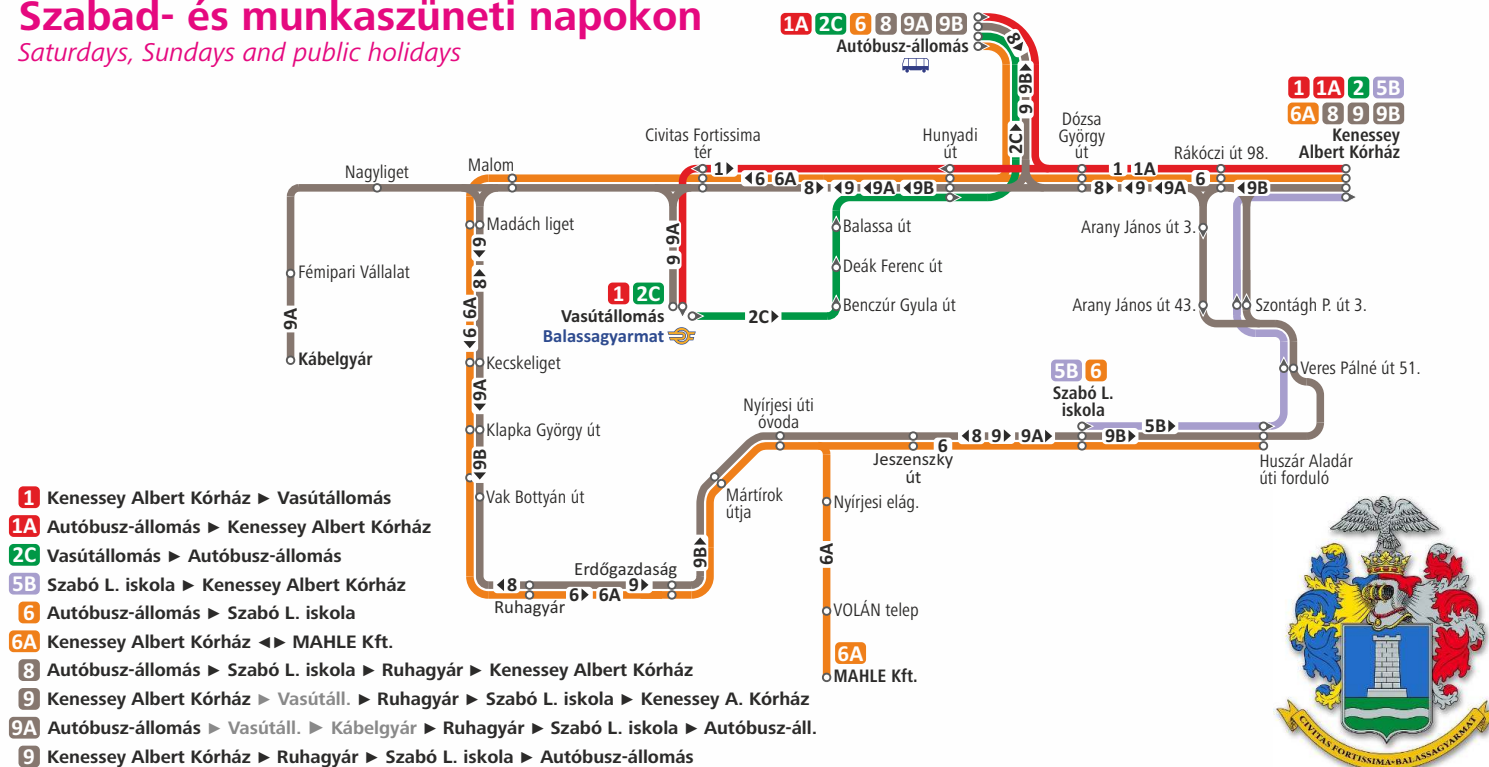 Szabad- és munkaszüneti napokon
Saturdays, Sundays and public holidays
1A 2C 6 8 9A 9B
Autóbusz-állomás
1 1A 2 5B
6A 8 9 9B
Kenessey
Albert Kórház
8
9 9B►
2C►
Civitas Fortissima
tér
Hunyadi
út
Dózsa
György
út
Rákóczi út 98.
Nagyliget
Malom
1►
◄6 6A
8► ◄9 ◄9A ◄9B
1 1A
6
8► ◄9 ◄9A
◄9B
Madách liget
◄9
8►
9 9A
Balassa út
Arany János út 3.
Fémipari Vállalat
Deák Ferenc út
9A
◄6 6A
1 2C
Vasútállomás
Balassagyarmat
2C►
Benczúr Gyula út
Arany János út 43.
Szontágh P. út 3.
Kábelgyár
Kecskeliget
◄9A
Veres Pálné út 51.
5B 6
Szabó L.
iskola
Nyírjesi úti
óvoda
Klapka György út
◄9B
◄8 9► 9A►
6
9B►
5B►
Jeszenszky
út
Huszár Aladár
úti forduló
Vak Bottyán út
Mártírok
útja
Nyírjesi elág.
9B►
6A
Erdőgazdaság
◄8
9►
6► 6A
Ruhagyár
VOLÁN telep
6A
MAHLE Kft.
1 Kenessey Albert Kórház ► Vasútállomás
1A Autóbusz-állomás ► Kenessey Albert Kórház
2C Vasútállomás ► Autóbusz-állomás
5B Szabó L. iskola ► Kenessey Albert Kórház
6 Autóbusz-állomás ► Szabó L. iskola
6A Kenessey Albert Kórház ◄► MAHLE Kft.
8 Autóbusz-állomás ► Szabó L. iskola ► Ruhagyár ► Kenessey Albert Kórház
9 Kenessey Albert Kórház ► Vasútáll. ► Ruhagyár ► Szabó L. iskola ► Kenessey A. Kórház
9A Autóbusz-állomás ► Vasútáll. ► Kábelgyár ► Ruhagyár ► Szabó L. iskola ► Autóbusz-áll.
9 Kenessey Albert Kórház ► Ruhagyár ► Szabó L. iskola ► Autóbusz-állomás
CIVITAS FORTISSIMA•BALASSAGYARMAT